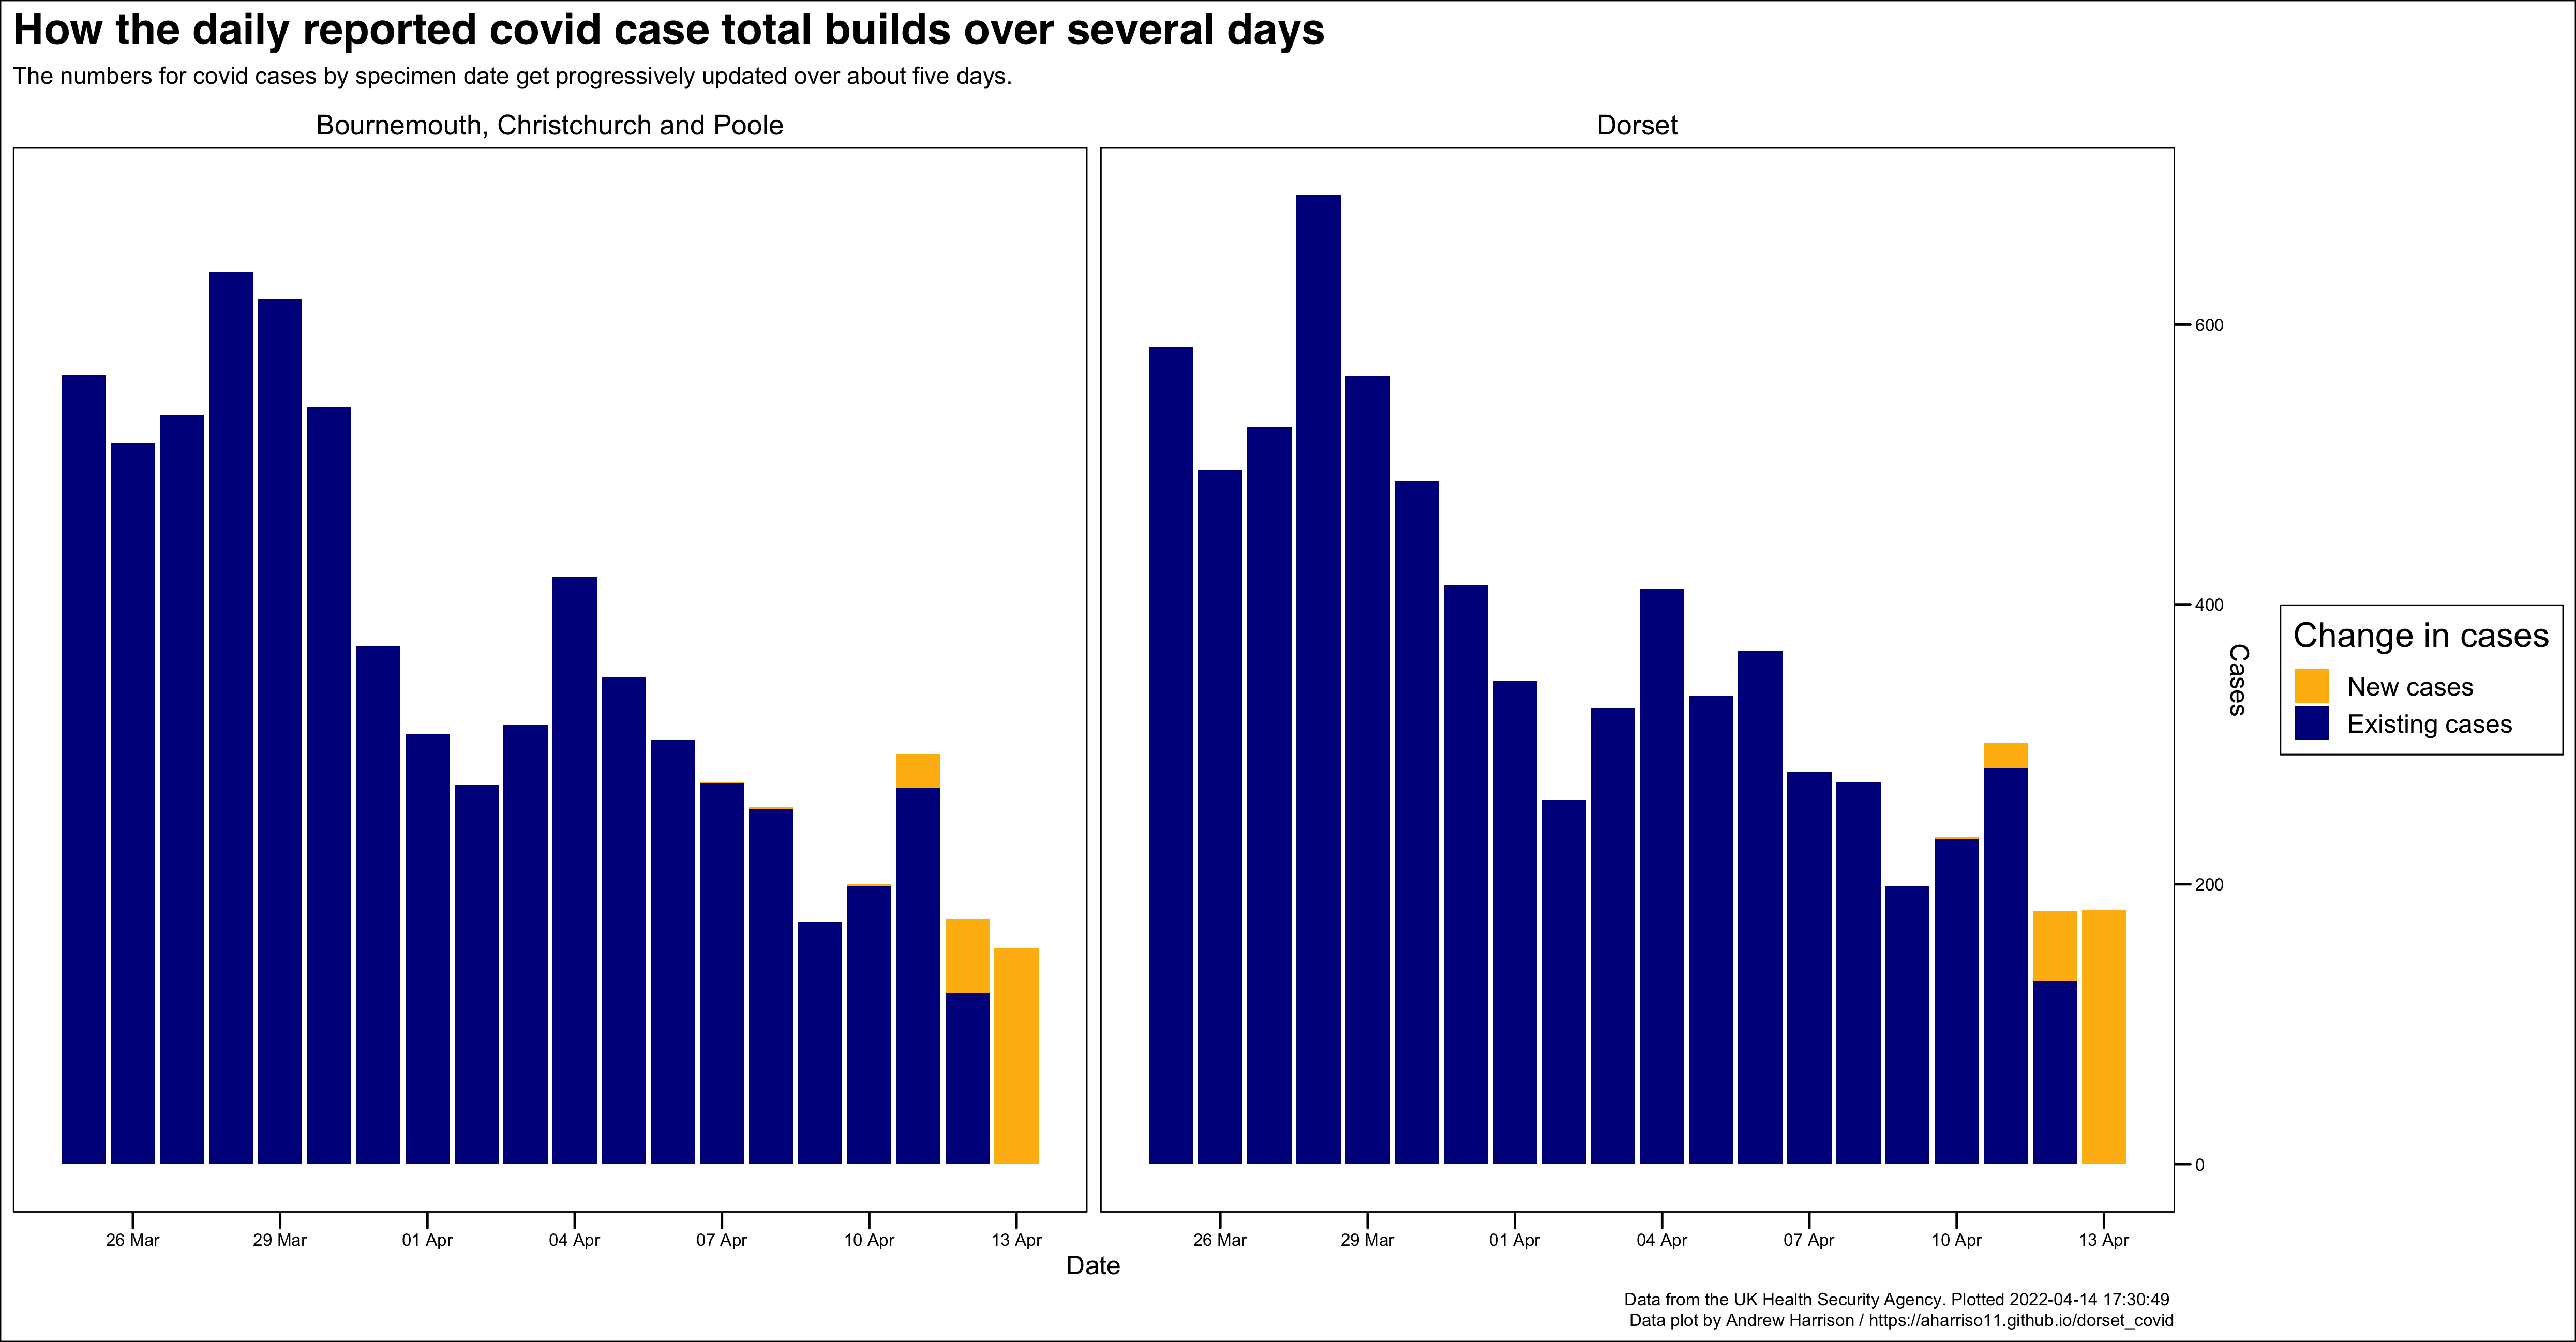 How the daily reported covid case total builds over several days
The numbers for covid cases by specimen date get progressively updated over about five days.
Bournemouth, Christchurch and Poole
Dorset
600
400
200
0
Cases
Change in cases
New cases
Existing cases
26 Mar 29 Mar 01 Apr 04 Apr 07 Apr 10 Apr 13 Apr
26 Mar 29 Mar 01 Apr 04 Apr 07 Apr 10 Apr 13 Apr
Date
Data from the UK Health Security Agency. Plotted 2022-04-14 17:30:49
Data plot by Andrew Harrison / https://aharriso11.github.io/dorset_covid